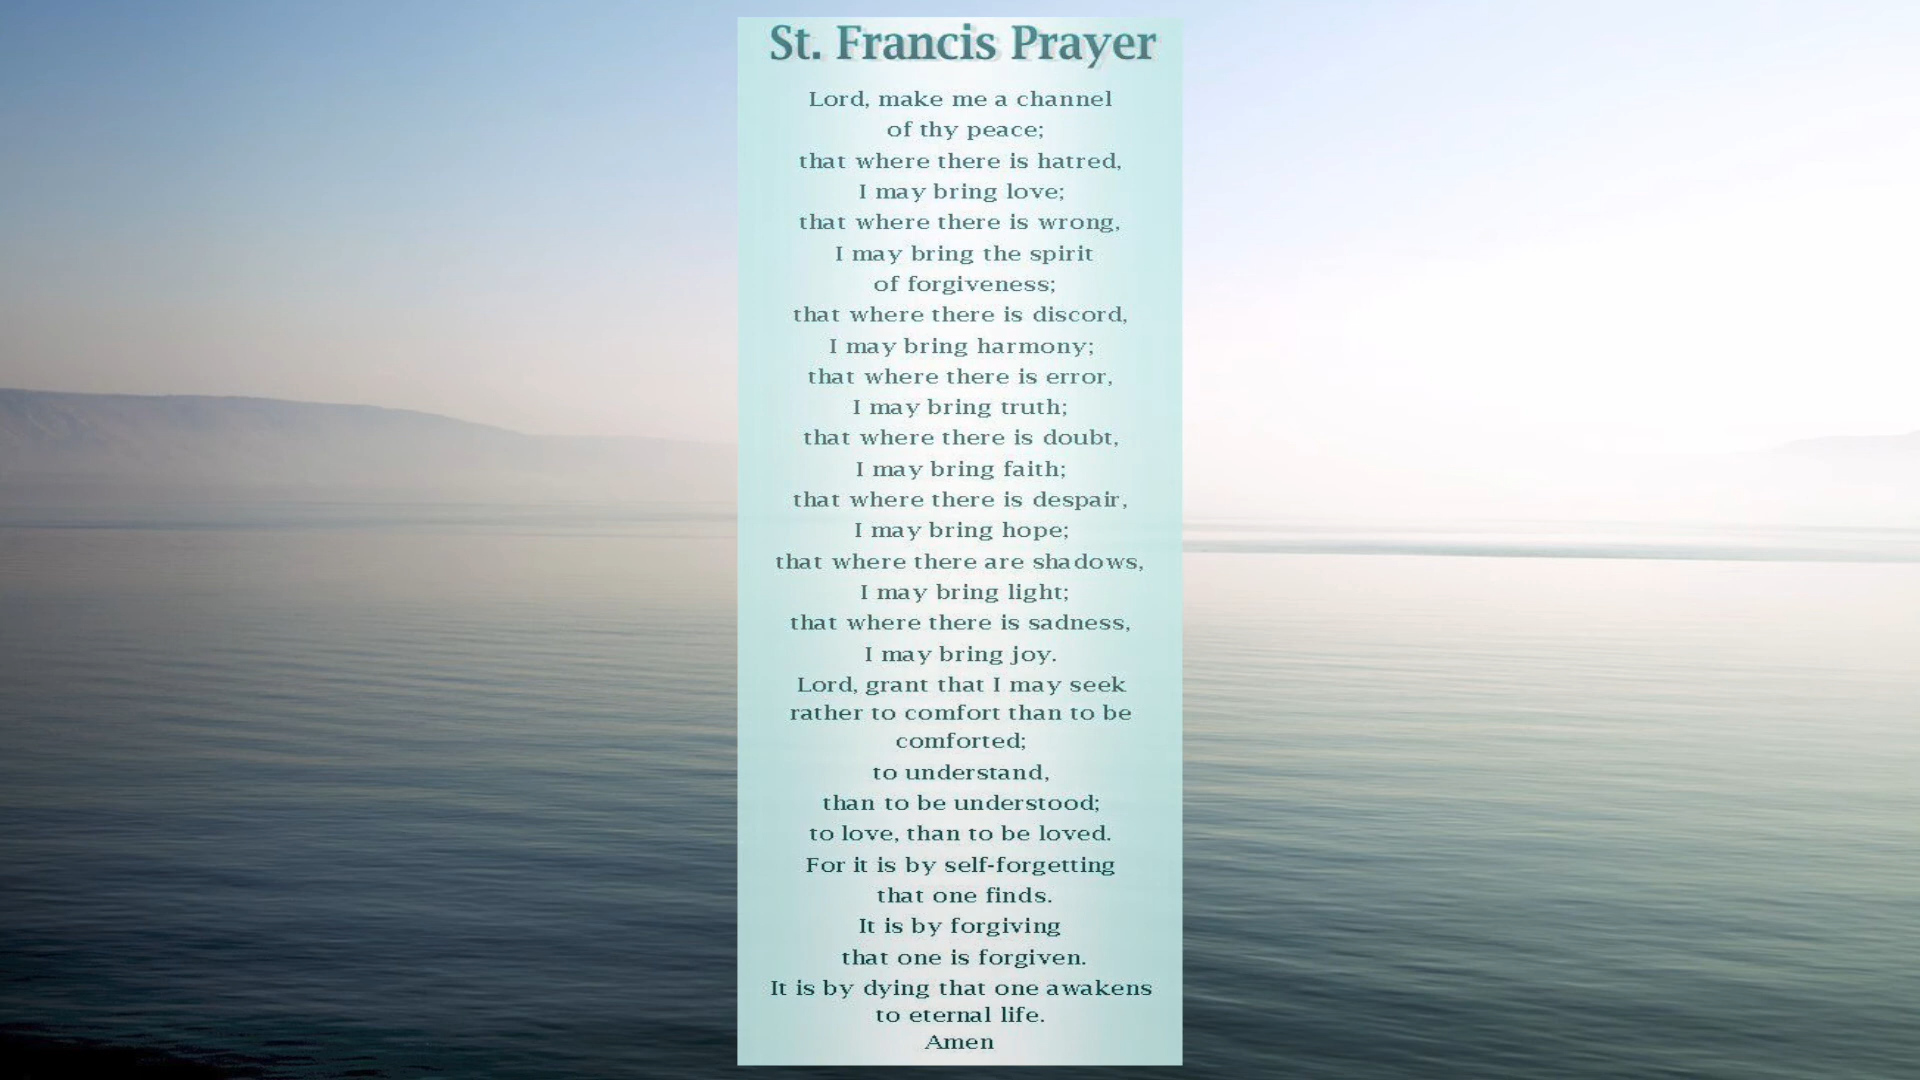 St. Francis Prayer
Lord, make me a channel
of thy peace;
that where there is hatred,
I may bring love;
that where there is wrong,
I may bring the spirit
of forgiveness;
that where there is discord,
I may bring harmony;
that where there is error,
I may bring truth;
that where there is doubt,
I may bring faith;
that where there is despair,
I may bring hope;
that where there are shadows,
I may bring light;
that where there is sadness,
I may bring joy.
Lord, grant that I may seek
rather to comfort than to be
comforted;
to understand,
than to be understood;
to love, than to be loved.
For it is by self-forgetting
that one finds.
It is by forgiving
that one is forgiven.
It is by dying that one awakens
to eternal life.
Amen